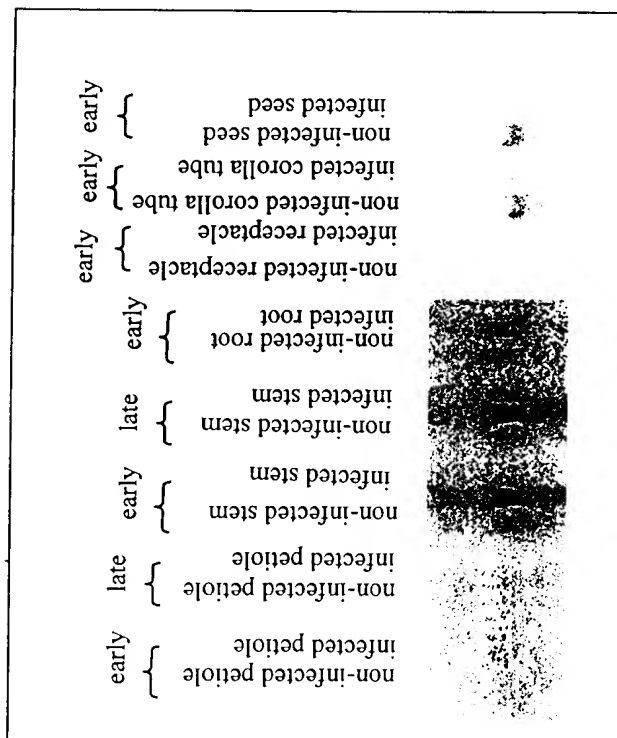 early
infected seed
non-infected seed
early
infected corolla tube
non-infected corolla tube
early
infected receptacle
non-infected receptacle
early
infected root
non-infected root
late
infected stem
non-infected stem
early
infected stem
non-infected stem
late
infected petiole
non-infected petiole
early
infected petiole
non-infected petiole